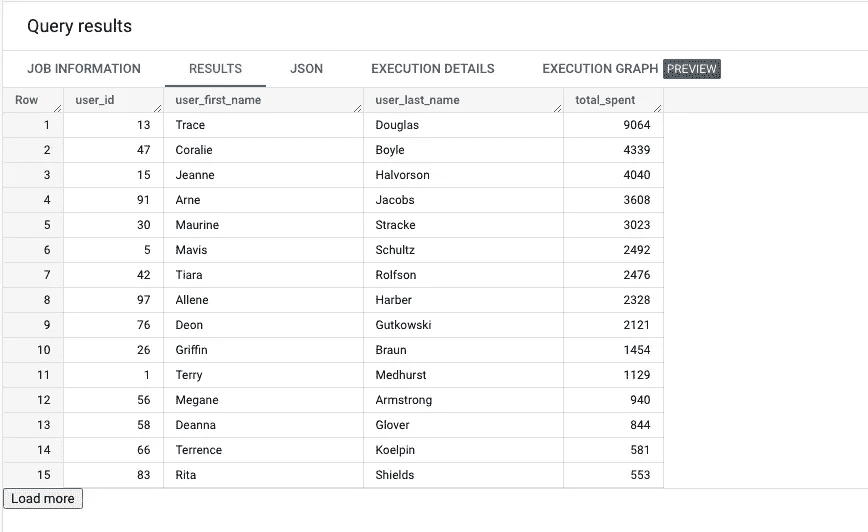 Query results
JOB INFORMATION RESULTS JSON EXECUTION DETAILS EXECUTION GRAPH PREVIEW
Row user_id user_first_name user_last_name total_spent
1 13 Trace Douglas 9064
2 47 Coralie Boyle 4339
3 15 Jeanne Halvorson 4040
4 91 Arne Jacobs 3608
5 30 Maurine Stracke 3023
6 5 Mavis Schultz 2492
7 42 Tiara Rolfson 2476
8 97 Allene Harber 2328
9 76 Deon Gutkowski 2121
10 26 Griffin Braun 1454
11 1 Terry Medhurst 1129
12 56 Megane Armstrong 940
13 58 Deanna Glover 844
14 66 Terrence Koelpin 581
15 83 Rita Shields 553
Load more